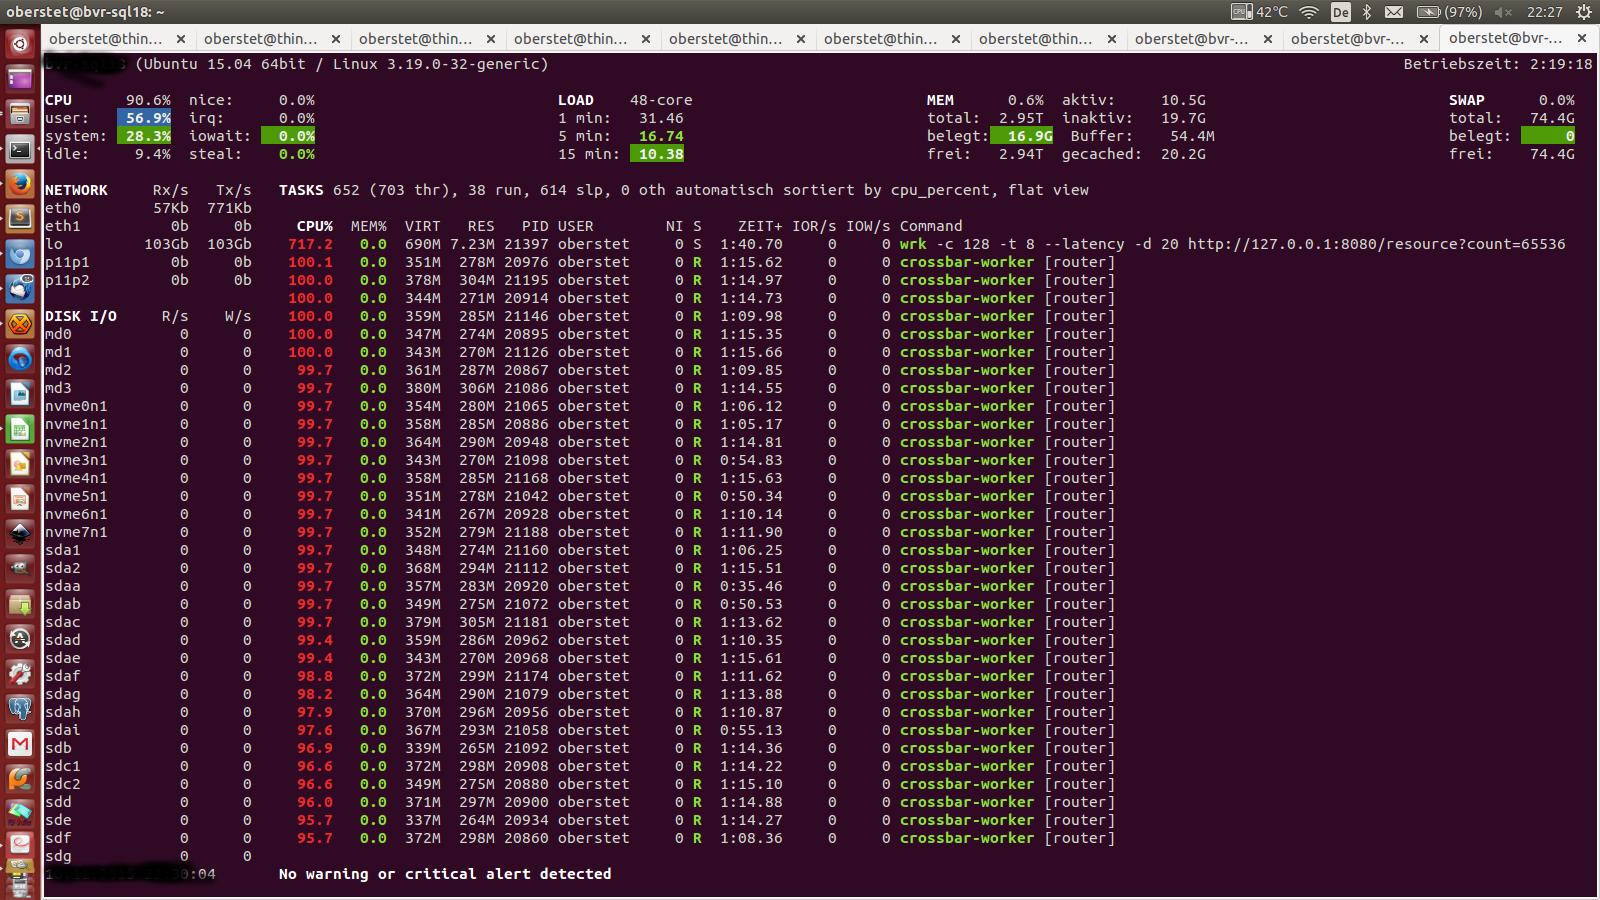 oberstet@bvr-sql18: ~ 42°C De (97%) 22:27
oberstet@thin... × oberstet@thin... × oberstet@thin... × oberstet@thin... × oberstet@thin... × oberstet@thin... × oberstet@thin... × oberstet@bvr-... × oberstet@bvr-... × oberstet@bvr-... ×
(Ubuntu 15.04 64bit / Linux 3.19.0-32-generic) Betriebszeit: 2:19:18
CPU 90.6% nice: 0.0% LOAD 48-core MEM 0.6% aktiv: 10.5G SWAP 0.0%
user: 56.9% irq: 0.0% 1 min: 31.46 total: 2.95T inaktiv: 19.7G total: 74.4G
system: 28.3% iowait: 0.0% 5 min: 16.74 belegt: 16.9G Buffer: 54.4M belegt: 0
idle: 9.4% steal: 0.0% 15 min: 10.38 frei: 2.94T gecached: 20.2G frei: 74.4G
NETWORK Rx/s Tx/s TASKS 652 (703 thr), 38 run, 614 slp, 0 oth automatisch sortiert by cpu_percent, flat view
eth0 57Kb 771Kb
eth1 0b 0b CPU% MEM% VIRT RES PID USER NI S ZEIT+ IOR/s IOW/s Command
lo 103Gb 103Gb 717.2 0.0 690M 7.23M 21397 oberstet 0 S 1:40.70 0 0 wrk -c 128 -t 8 --latency -d 20 http://127.0.0.1:8080/resource?count=65536
p11p1 0b 0b 100.1 0.0 351M 278M 20976 oberstet 0 R 1:15.62 0 0 crossbar-worker [router]
p11p2 0b 0b 100.0 0.0 378M 304M 21195 oberstet 0 R 1:14.97 0 0 crossbar-worker [router]
100.0 0.0 344M 271M 20914 oberstet 0 R 1:14.73 0 0 crossbar-worker [router]
DISK I/O R/s W/s 100.0 0.0 359M 285M 21146 oberstet 0 R 1:09.98 0 0 crossbar-worker [router]
md0 0 0 100.0 0.0 347M 274M 20895 oberstet 0 R 1:15.35 0 0 crossbar-worker [router]
md1 0 0 100.0 0.0 343M 270M 21126 oberstet 0 R 1:15.66 0 0 crossbar-worker [router]
md2 0 0 99.7 0.0 361M 287M 20867 oberstet 0 R 1:09.85 0 0 crossbar-worker [router]
md3 0 0 99.7 0.0 380M 306M 21086 oberstet 0 R 1:14.55 0 0 crossbar-worker [router]
nvme0n1 0 0 99.7 0.0 354M 280M 21065 oberstet 0 R 1:06.12 0 0 crossbar-worker [router]
nvme1n1 0 0 99.7 0.0 358M 285M 20886 oberstet 0 R 1:05.17 0 0 crossbar-worker [router]
nvme2n1 0 0 99.7 0.0 364M 290M 20948 oberstet 0 R 1:14.81 0 0 crossbar-worker [router]
nvme3n1 0 0 99.7 0.0 343M 270M 21098 oberstet 0 R 0:54.83 0 0 crossbar-worker [router]
nvme4n1 0 0 99.7 0.0 358M 285M 21168 oberstet 0 R 1:15.63 0 0 crossbar-worker [router]
nvme5n1 0 0 99.7 0.0 351M 278M 21042 oberstet 0 R 0:50.34 0 0 crossbar-worker [router]
nvme6n1 0 0 99.7 0.0 341M 267M 20928 oberstet 0 R 1:10.14 0 0 crossbar-worker [router]
nvme7n1 0 0 99.7 0.0 352M 279M 21188 oberstet 0 R 1:11.90 0 0 crossbar-worker [router]
sda1 0 0 99.7 0.0 348M 274M 21160 oberstet 0 R 1:06.25 0 0 crossbar-worker [router]
sda2 0 0 99.7 0.0 368M 294M 21112 oberstet 0 R 1:15.51 0 0 crossbar-worker [router]
sdaa 0 0 99.7 0.0 357M 283M 20920 oberstet 0 R 0:35.46 0 0 crossbar-worker [router]
sdab 0 0 99.7 0.0 349M 275M 21072 oberstet 0 R 0:50.53 0 0 crossbar-worker [router]
sdac 0 0 99.7 0.0 379M 305M 21181 oberstet 0 R 1:13.62 0 0 crossbar-worker [router]
sdad 0 0 99.4 0.0 359M 286M 20962 oberstet 0 R 1:10.35 0 0 crossbar-worker [router]
sdae 0 0 99.4 0.0 343M 270M 20968 oberstet 0 R 1:15.61 0 0 crossbar-worker [router]
sdaf 0 0 98.8 0.0 372M 299M 21174 oberstet 0 R 1:11.62 0 0 crossbar-worker [router]
sdag 0 0 98.2 0.0 364M 290M 21079 oberstet 0 R 1:13.88 0 0 crossbar-worker [router]
sdah 0 0 97.9 0.0 370M 296M 20956 oberstet 0 R 1:10.87 0 0 crossbar-worker [router]
sdai 0 0 97.6 0.0 367M 293M 21058 oberstet 0 R 0:55.13 0 0 crossbar-worker [router]
sdb 0 0 96.9 0.0 339M 265M 21092 oberstet 0 R 1:14.36 0 0 crossbar-worker [router]
sdc1 0 0 96.6 0.0 372M 298M 20908 oberstet 0 R 1:14.22 0 0 crossbar-worker [router]
sdc2 0 0 96.6 0.0 349M 275M 20880 oberstet 0 R 1:15.10 0 0 crossbar-worker [router]
sdd 0 0 96.0 0.0 371M 297M 20900 oberstet 0 R 1:14.88 0 0 crossbar-worker [router]
sde 0 0 95.7 0.0 337M 264M 20934 oberstet 0 R 1:14.27 0 0 crossbar-worker [router]
sdf 0 0 95.7 0.0 372M 298M 20860 oberstet 0 R 1:08.36 0 0 crossbar-worker [router]
sdg 0 0
:04 No warning or critical alert detected